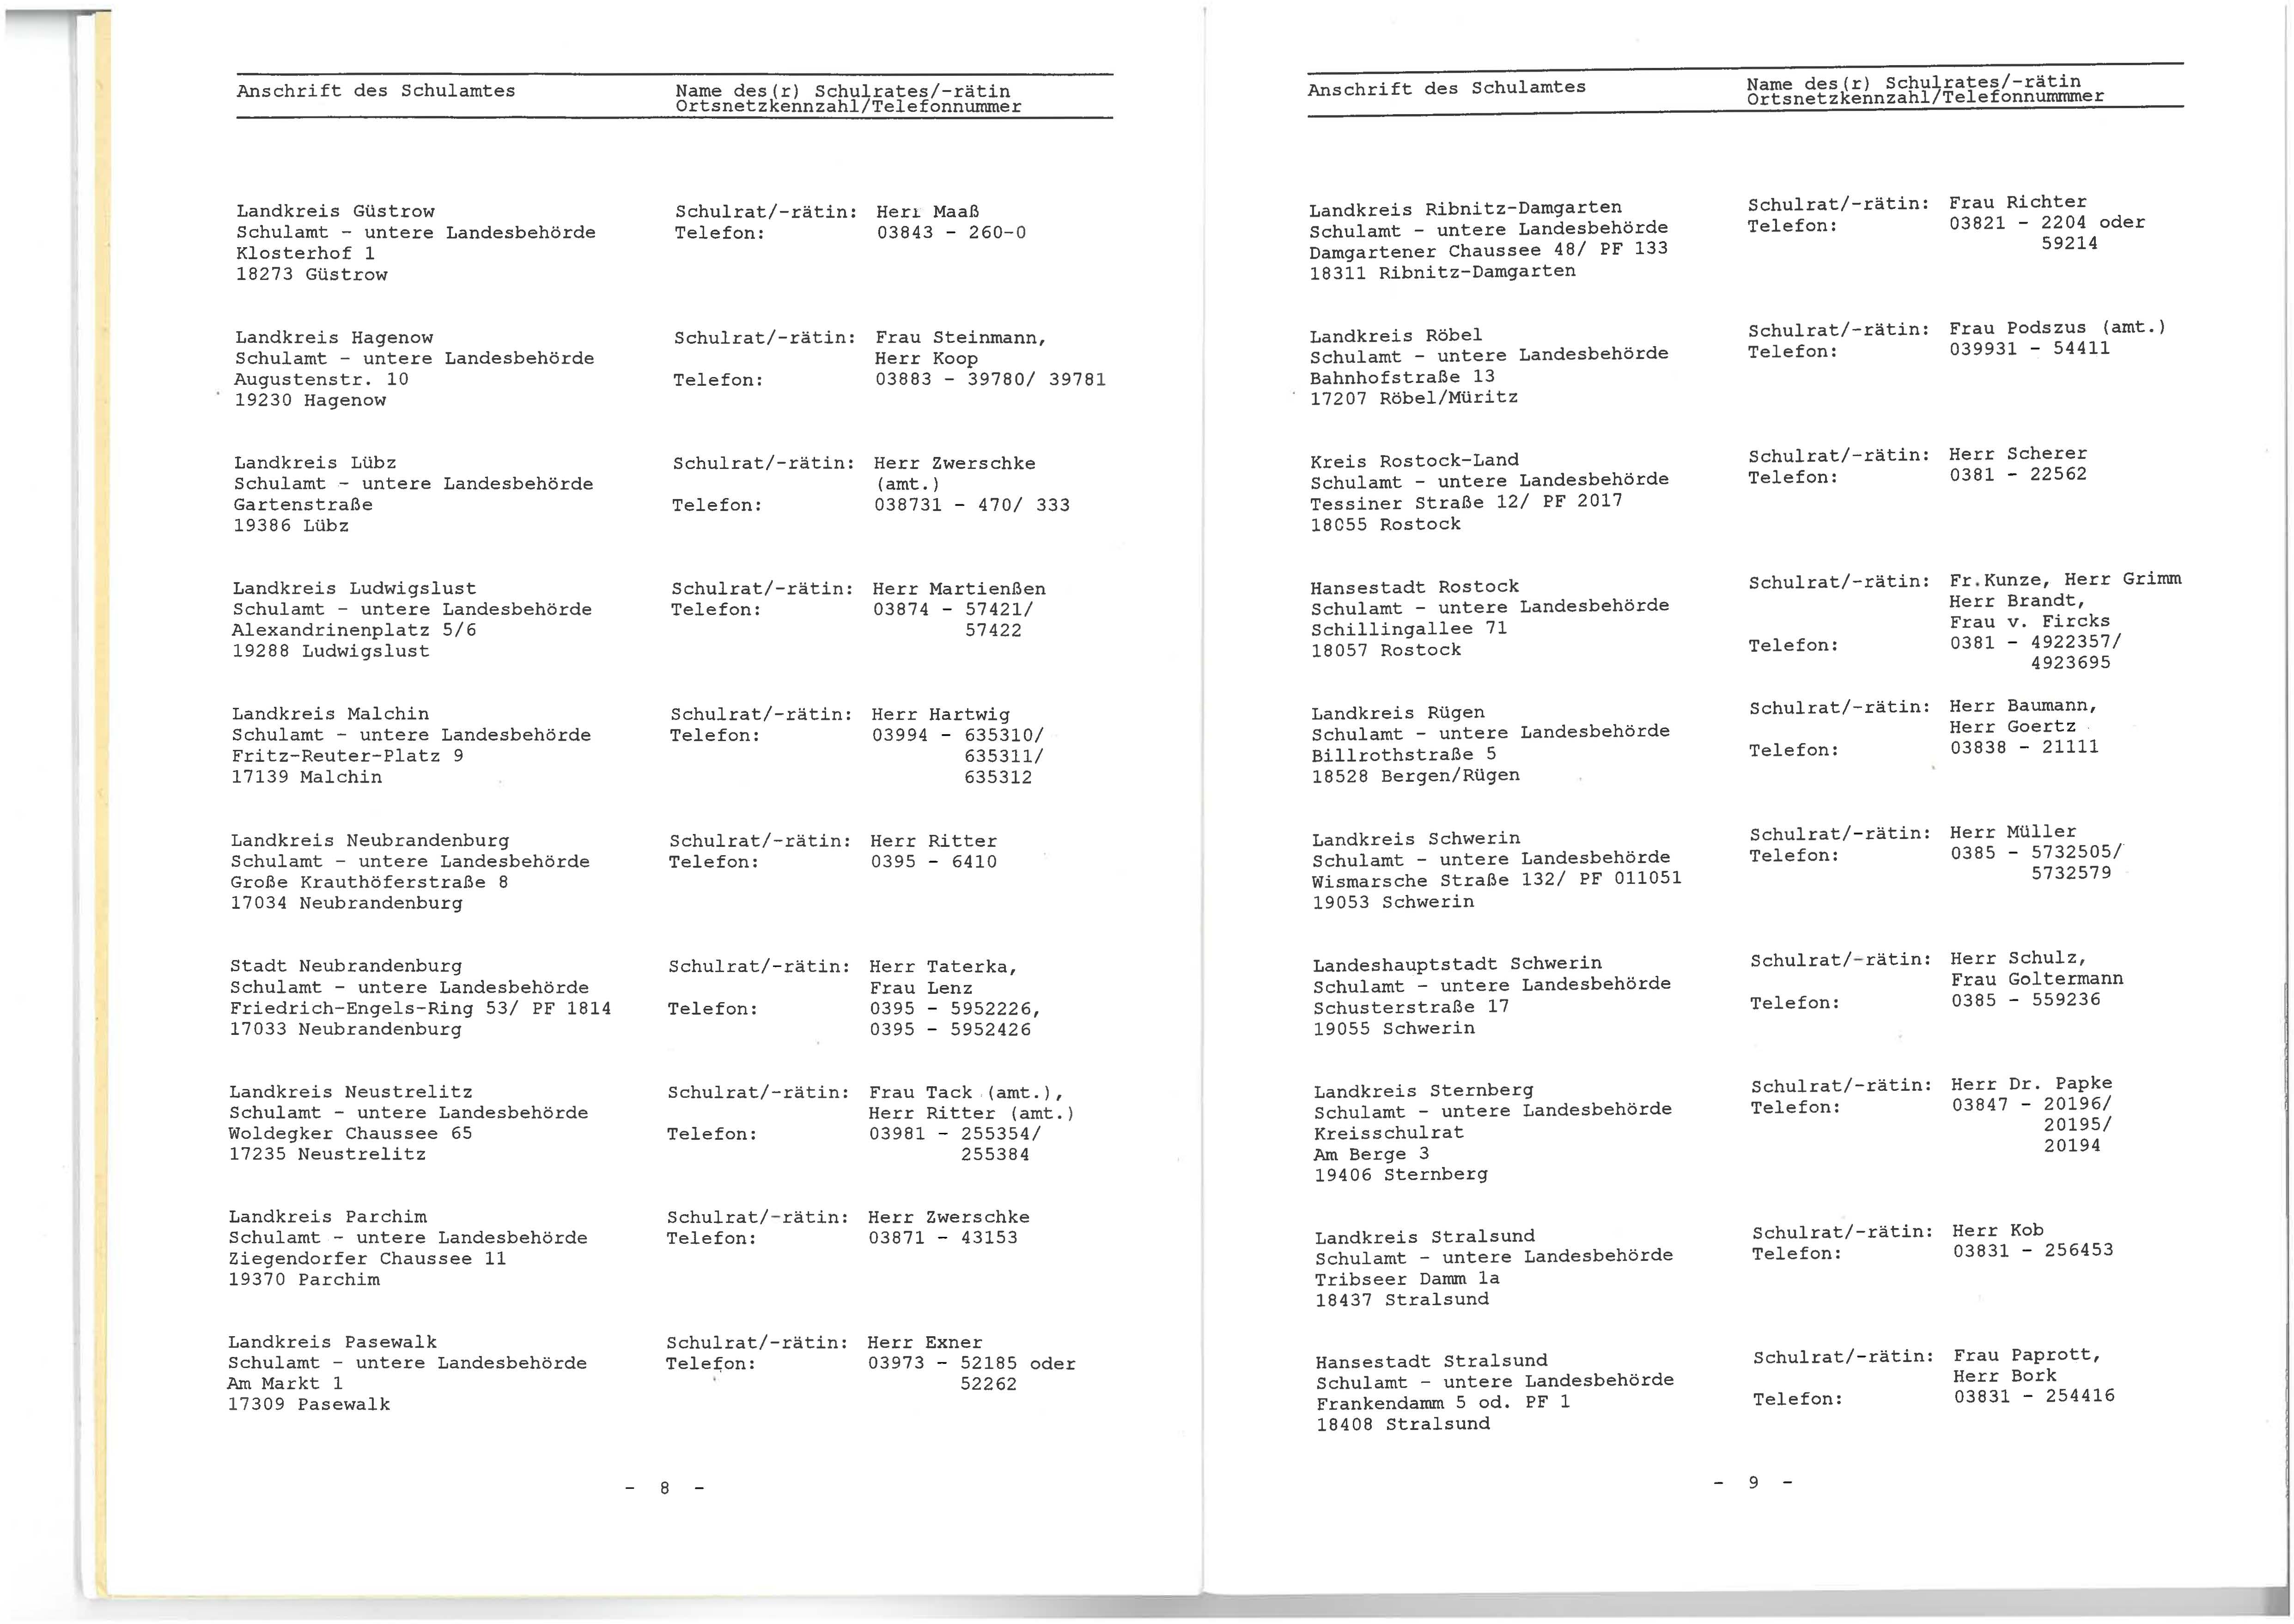 Anschrift des Schulamtes Name des(r) Schulrates/-rätin
Ortsnetzkennzahl/Telefonnummer
Landkreis Güstrow Schulrat/-rätin: Herr Maaß
Schulamt - untere Landesbehörde Telefon: 03843 - 260-0
Klosterhof 1
18273 Güstrow
Landkreis Hagenow Schulrat/-rätin: Frau Steinmann,
Schulamt - untere Landesbehörde Herr Koop
Augustenstr. 10 Telefon: 03883 - 39780/ 39781
19230 Hagenow
Landkreis Lübz Schulrat/-rätin: Herr Zwerschke
Schulamt - untere Landesbehörde (amt.)
Gartenstraße Telefon: 038731 - 470/ 333
19386 Lübz
Landkreis Ludwigslust Schulrat/-rätin: Herr Martienßen
Schulamt - untere Landesbehörde Telefon: 03874 - 57421/
Alexandrinenplatz 5/6 57422
19288 Ludwigslust
Landkreis Malchin Schulrat/-rätin: Herr Hartwig
Schulamt - untere Landesbehörde Telefon: 03994 - 635310/
Fritz-Reuter-Platz 9 635311/
17139 Malchin 635312
Landkreis Neubrandenburg Schulrat/-rätin: Herr Ritter
Schulamt - untere Landesbehörde Telefon: 0395 - 6410
Große Krauthöferstraße 8
17034 Neubrandenburg
Stadt Neubrandenburg Schulrat/-rätin: Herr Taterka,
Schulamt - untere Landesbehörde Frau Lenz
Friedrich-Engels-Ring 53/ PF 1814 Telefon: 0395 - 5952226,
17033 Neubrandenburg 0395 - 5952426
Landkreis Neustrelitz Schulrat/-rätin: Frau Tack (amt.),
Schulamt - untere Landesbehörde Herr Ritter (amt.)
Woldegker Chaussee 65 Telefon: 03981 - 255354/
17235 Neustrelitz 255384
Landkreis Parchim Schulrat/-rätin: Herr Zwerschke
Schulamt - untere Landesbehörde Telefon: 03871 - 43153
Ziegendorfer Chaussee 11
19370 Parchim
Landkreis Pasewalk Schulrat/-rätin: Herr Exner
Schulamt - untere Landesbehörde Telefon: 03973 - 52185 oder
Am Markt 1 52262
17309 Pasewalk
- 8 -
Anschrift des Schulamtes Name des(r) Schulrates/-rätin
Ortsnetzkennzahl/Telefonnummmer
Landkreis Ribnitz-Damgarten Schulrat/-rätin: Frau Richter
Schulamt - untere Landesbehörde Telefon: 03821 - 2204 oder
Damgartener Chaussee 48/ PF 133 59214
18311 Ribnitz-Damgarten
Landkreis Röbel Schulrat/-rätin: Frau Podszus (amt.)
Schulamt - untere Landesbehörde Telefon: 039931 - 54411
Bahnhofstraße 13
17207 Röbel/Müritz
Kreis Rostock-Land Schulrat/-rätin: Herr Scherer
Schulamt - untere Landesbehörde Telefon: 0381 - 22562
Tessiner Straße 12/ PF 2017
18055 Rostock
Hansestadt Rostock Schulrat/-rätin: Fr.Kunze, Herr Grimm
Schulamt - untere Landesbehörde Herr Brandt,
Schillingallee 71 Frau v. Fircks
18057 Rostock Telefon: 0381 - 4922357/
4923695
Landkreis Rügen Schulrat/-rätin: Herr Baumann,
Schulamt - untere Landesbehörde Herr Goertz
Billrothstraße 5 Telefon: 03838 - 21111
18528 Bergen/Rügen
Landkreis Schwerin Schulrat/-rätin: Herr Müller
Schulamt - untere Landesbehörde Telefon: 0385 - 5732505/
Wismarsche Straße 132/ PF 011051 5732579
19053 Schwerin
Landeshauptstadt Schwerin Schulrat/-rätin: Herr Schulz,
Schulamt - untere Landesbehörde Frau Goltermann
Schusterstraße 17 Telefon: 0385 - 559236
19055 Schwerin
Landkreis Sternberg Schulrat/-rätin: Herr Dr. Papke
Schulamt - untere Landesbehörde Telefon: 03847 - 20196/
Kreisschulrat 20195/
Am Berge 3 20194
19406 Sternberg
Landkreis Stralsund Schulrat/-rätin: Herr Kob
Schulamt - untere Landesbehörde Telefon: 03831 - 256453
Tribseer Damm 1a
18437 Stralsund
Hansestadt Stralsund Schulrat/-rätin: Frau Paprott,
Schulamt - untere Landesbehörde Herr Bork
Frankendamm 5 od. PF 1 Telefon: 03831 - 254416
18408 Stralsund
- 9 -